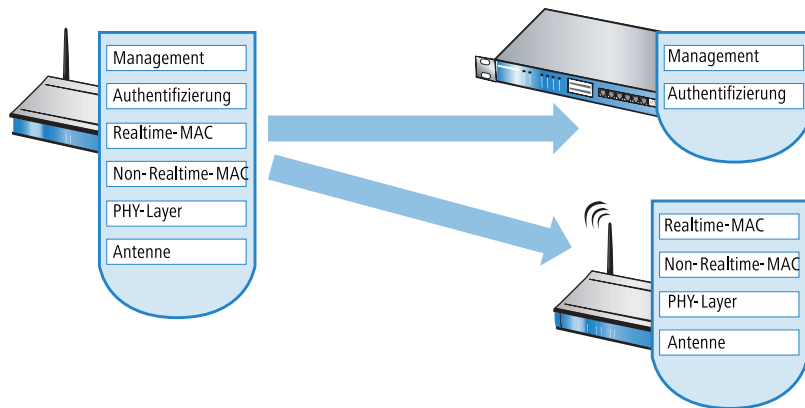 Management
Authentifizierung
Realtime-MAC
Non-Realtime-MAC
PHY-Layer
Antenne
Management
Authentifizierung
Realtime-MAC
Non-Realtime-MAC
PHY-Layer
Antenne